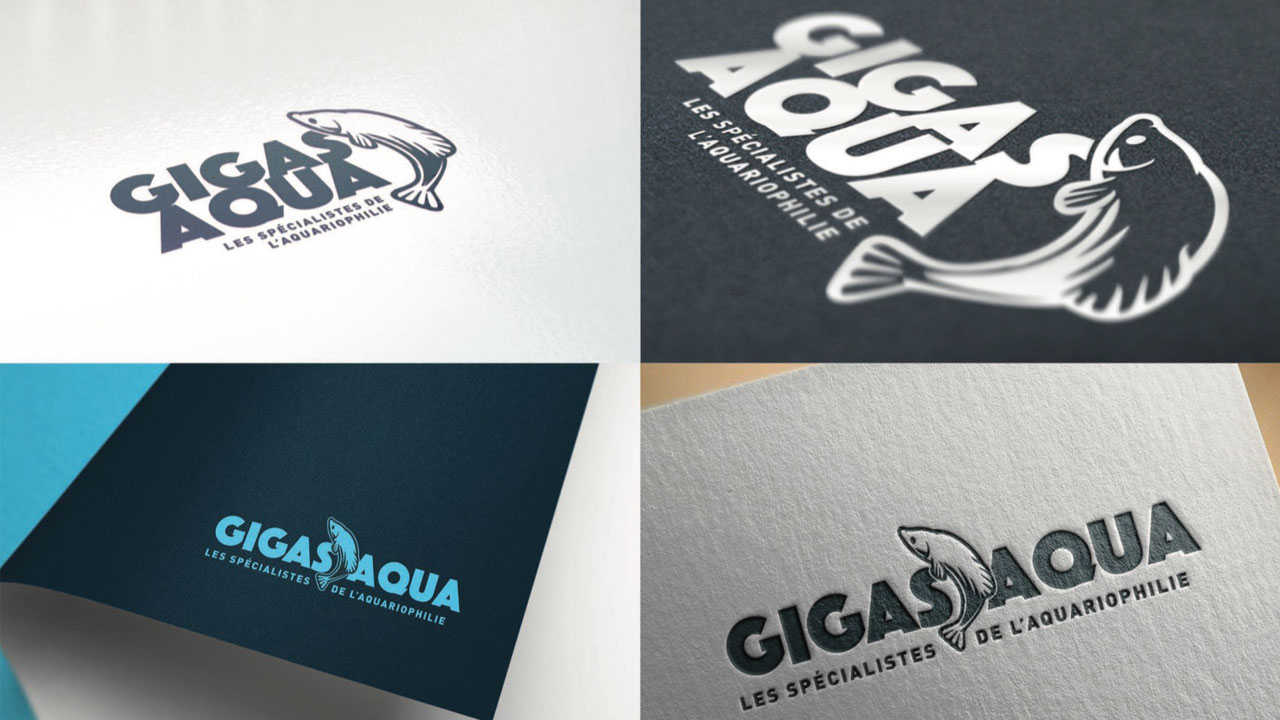 GIGAS
AQUA
LES SPÉCIALISTES DE
L'AQUARIOPHILIE
GIGAS
AQUA
LES SPÉCIALISTES DE
L'AQUARIOPHILIE
GIGAS AQUA
LES SPÉCIALISTES DE L'AQUARIOPHILIE
GIGAS AQUA
LES SPÉCIALISTES DE L'AQUARIOPHILIE